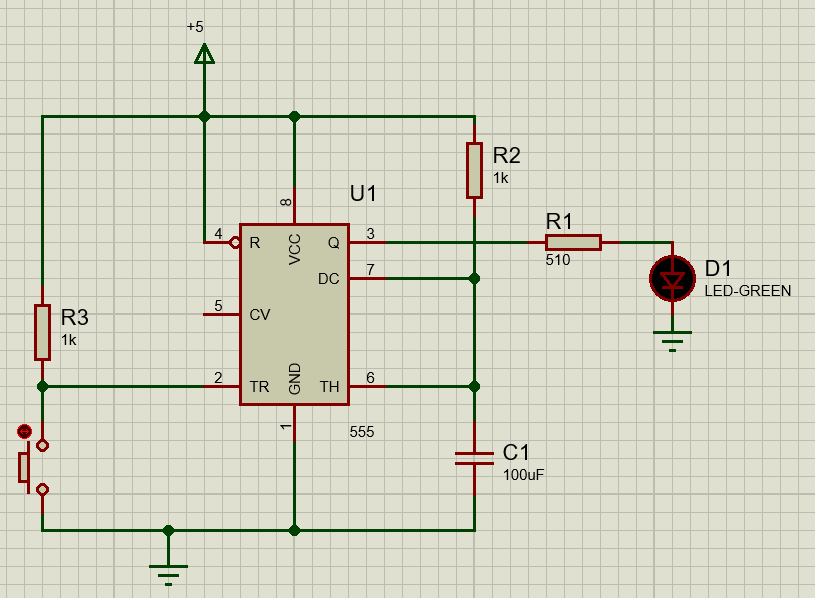 +5
R2
1k
U1
8
4
R
VCC
Q
3
R1
510
DC
7
D1
LED-GREEN
5
CV
R3
1k
2
TR
GND
TH
6
1
555
C1
100uF